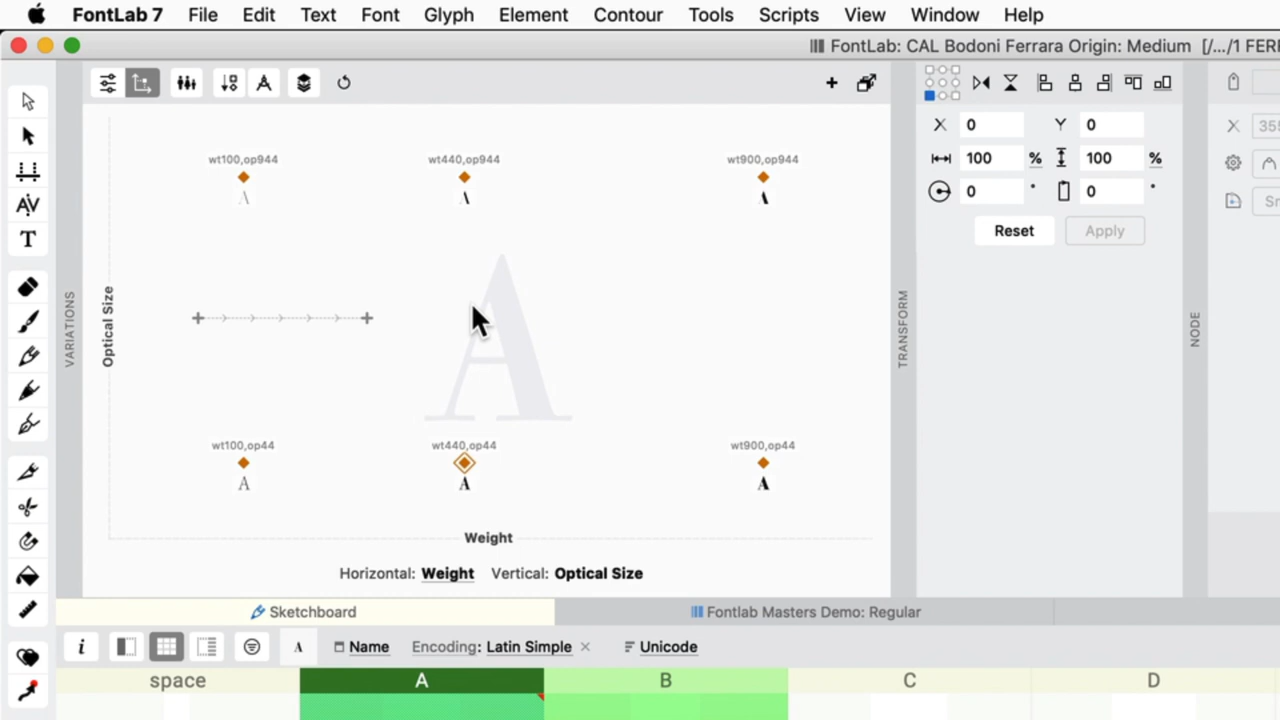 FontLab 7 File Edit Text Font Glyph Element Contour Tools Scripts View Window Help
FontLab: CAL Bodoni Ferrara Origin: Medium [/.../1 FERR
VARIATIONS
Optical Size
wt100,op944 wt440,op944 wt900,op944
A A A
A
wt100,op44 wt440,op44 wt900,op44
A A A
Weight
Horizontal: Weight Vertical: Optical Size
TRANSFORM
X 0 Y 0
100 % 100 %
0 ° 0 °
Reset Apply
NODE
X
Sketchboard Fontlab Masters Demo: Regular
i A Name Encoding: Latin Simple × Unicode
space A B C D